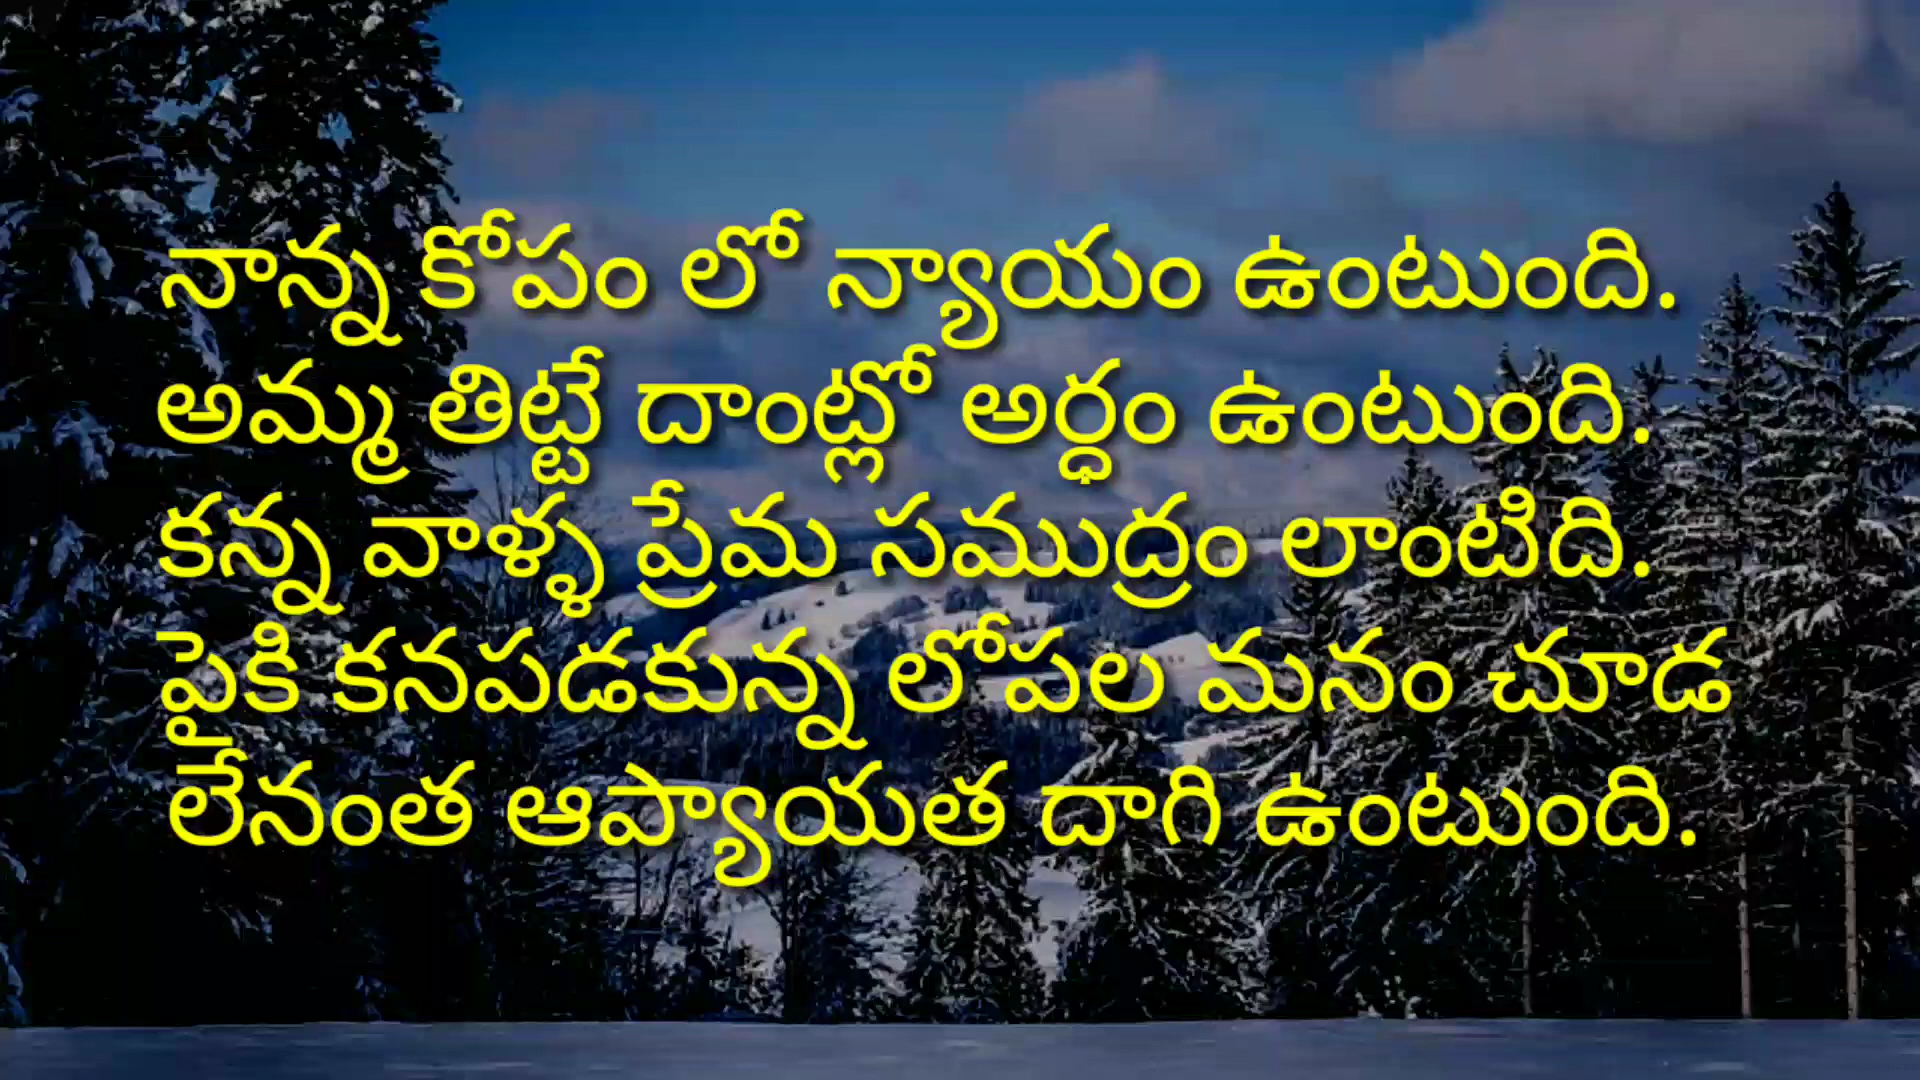 నాన్న కోపం లో న్యాయం ఉంటుంది.
అమ్మ తిట్టే దాంట్లో అర్ధం ఉంటుంది.
కన్న వాళ్ళ ప్రేమ సముద్రం లాంటిది.
పైకి కనపడకున్న లోపల మనం చూడ
లేనంత ఆప్యాయత దాగి ఉంటుంది.